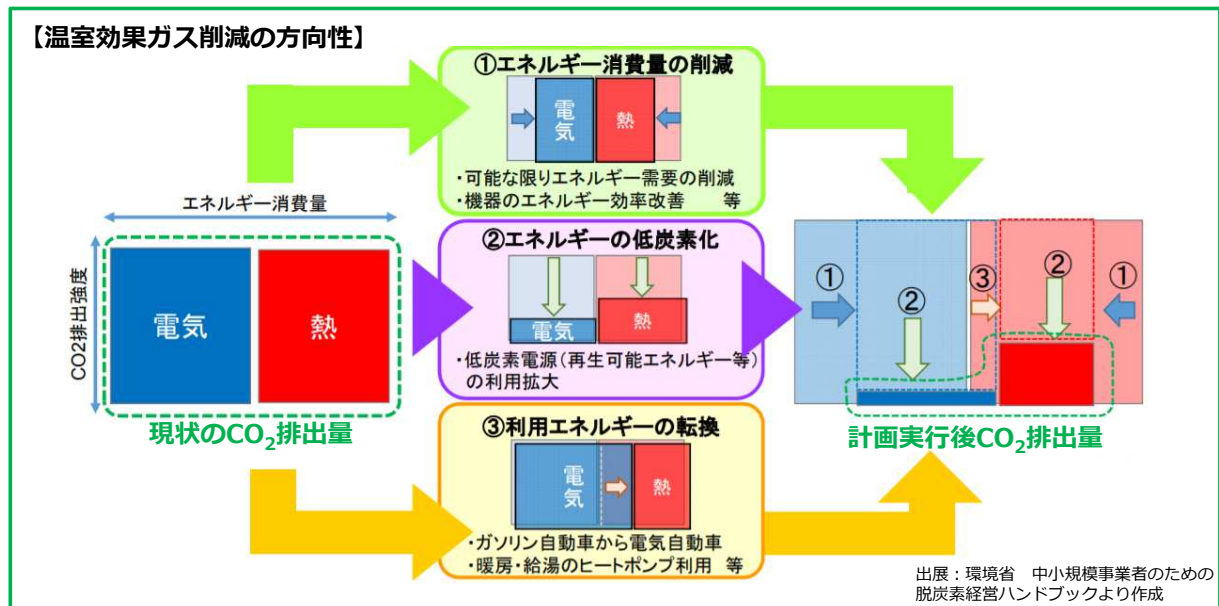 【温室効果ガス削減の方向性】
①エネルギー消費量の削減
電気
熱
・可能な限りエネルギー需要の削減
・機器のエネルギー効率改善 等
エネルギー消費量
CO2排出強度
電気
熱
現状のCO₂排出量
②エネルギーの低炭素化
電気
熱
・低炭素電源(再生可能エネルギー等)
の利用拡大
③利用エネルギーの転換
電気
熱
・ガソリン自動車から電気自動車
・暖房・給湯のヒートポンプ利用 等
①
②
③
②
①
計画実行後CO₂排出量
出展：環境省 中小規模事業者のための
脱炭素経営ハンドブックより作成